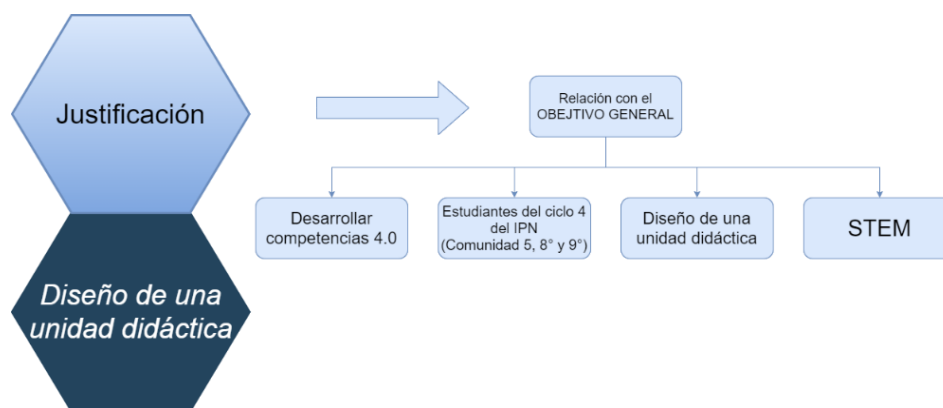 Justificación
Relación con el
OBEJTIVO GENERAL
Desarrollar
competencias 4.0
Estudiantes del ciclo 4
del IPN
(Comunidad 5, 8° y 9°)
Diseño de una
unidad didáctica
STEM
Diseño de una
unidad didáctica